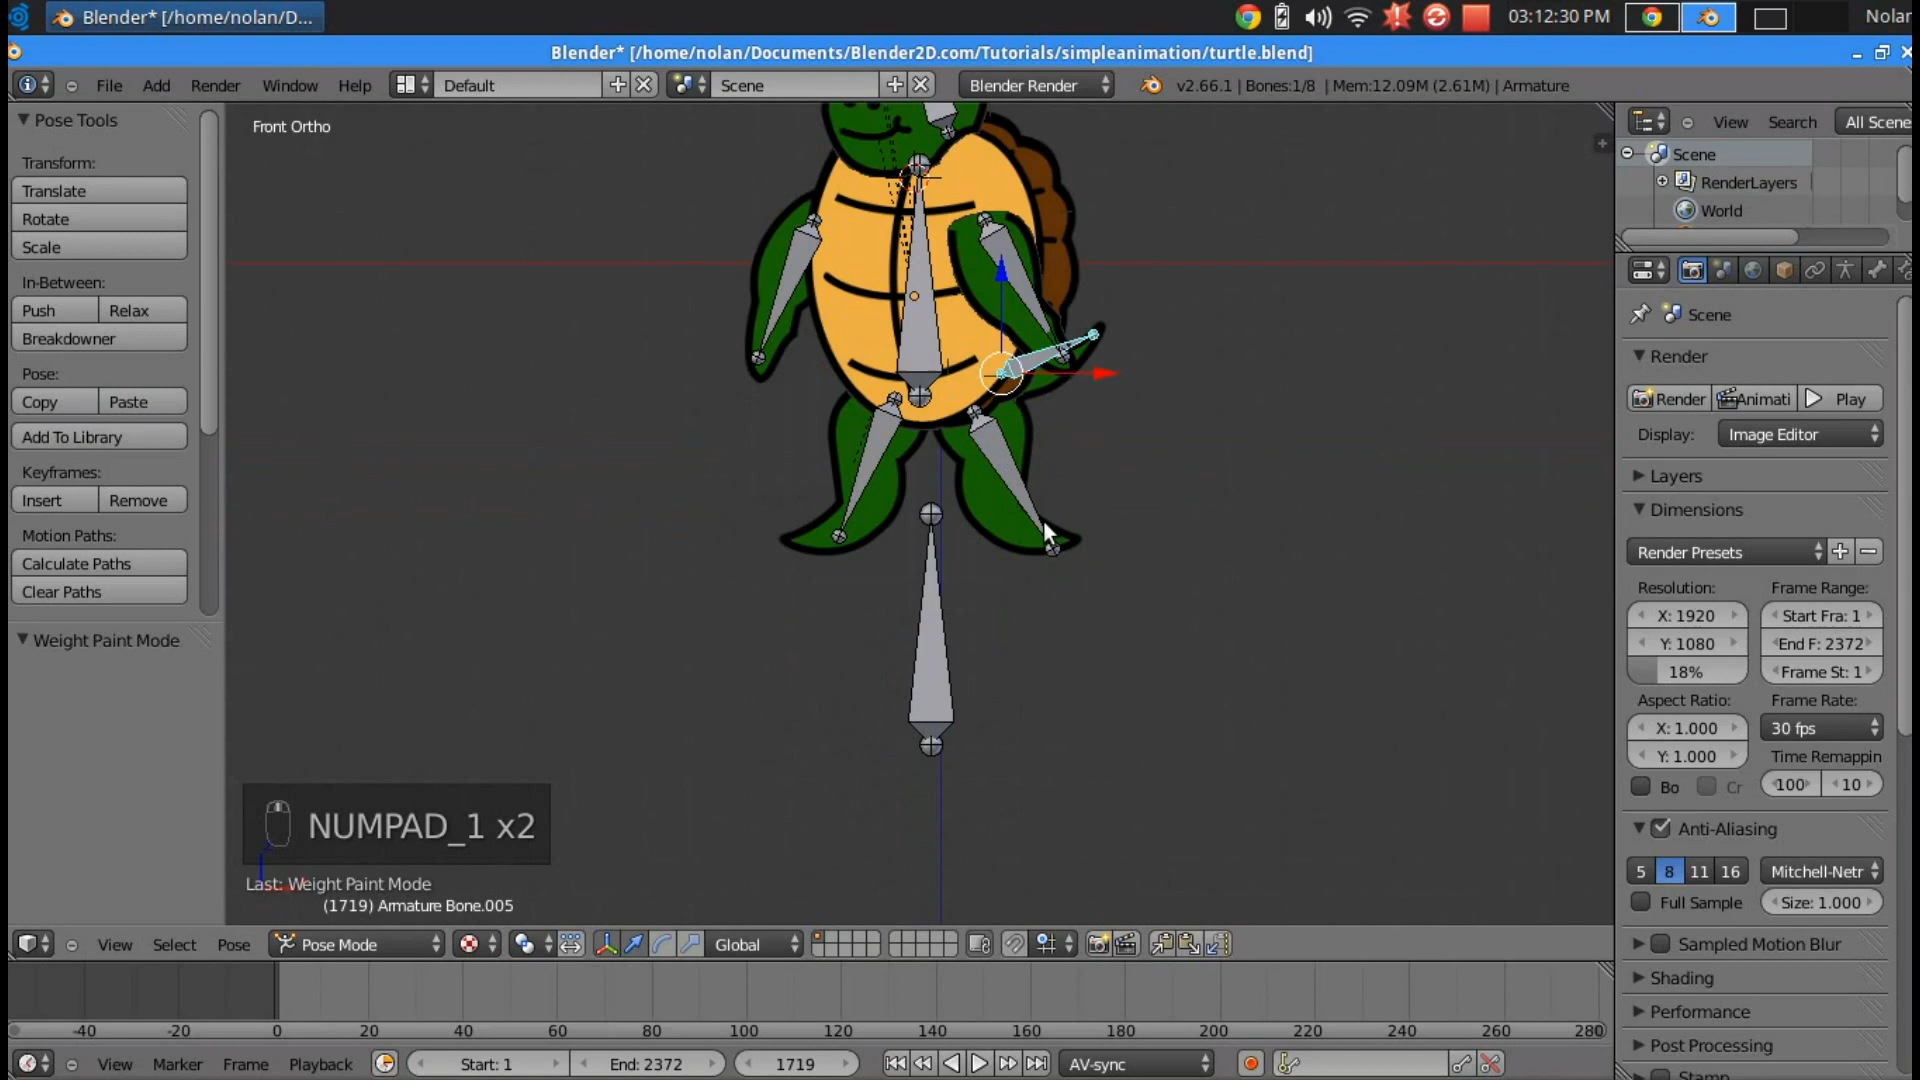 Blender* [/home/nolan/D...
03:12:30 PM
Nolan
Blender* [/home/nolan/Documents/Blender2D.com/Tutorials/simpleanimation/turtle.blend]
File Add Render Window Help
Default
Scene
Blender Render
v2.66.1 | Bones:1/8 | Mem:12.09M (2.61M) | Armature
Pose Tools
Transform:
Translate
Rotate
Scale
In-Between:
Push Relax
Breakdowner
Pose:
Copy Paste
Add To Library
Keyframes:
Insert Remove
Motion Paths:
Calculate Paths
Clear Paths
Weight Paint Mode
Front Ortho
NUMPAD_1 x2
Last: Weight Paint Mode
(1719) Armature Bone.005
View Select Pose
Pose Mode
Global
View Search All Scene
Scene
RenderLayers
World
Scene
Render
Render Animati Play
Display: Image Editor
Layers
Dimensions
Render Presets
Resolution: Frame Range:
X: 1920 Start Fra: 1
Y: 1080 End F: 2372
18% Frame St: 1
Aspect Ratio: Frame Rate:
X: 1.000 30 fps
Y: 1.000 Time Remappin
Bo Cr 100 10
Anti-Aliasing
5 8 11 16 Mitchell-Netr
Full Sample Size: 1.000
Sampled Motion Blur
Shading
Performance
Post Processing
Stamp
-40 -20 0 20 40 60 80 100 120 140 160 180 200 220 240 260 280
View Marker Frame Playback
Start: 1
End: 2372
1719
AV-sync